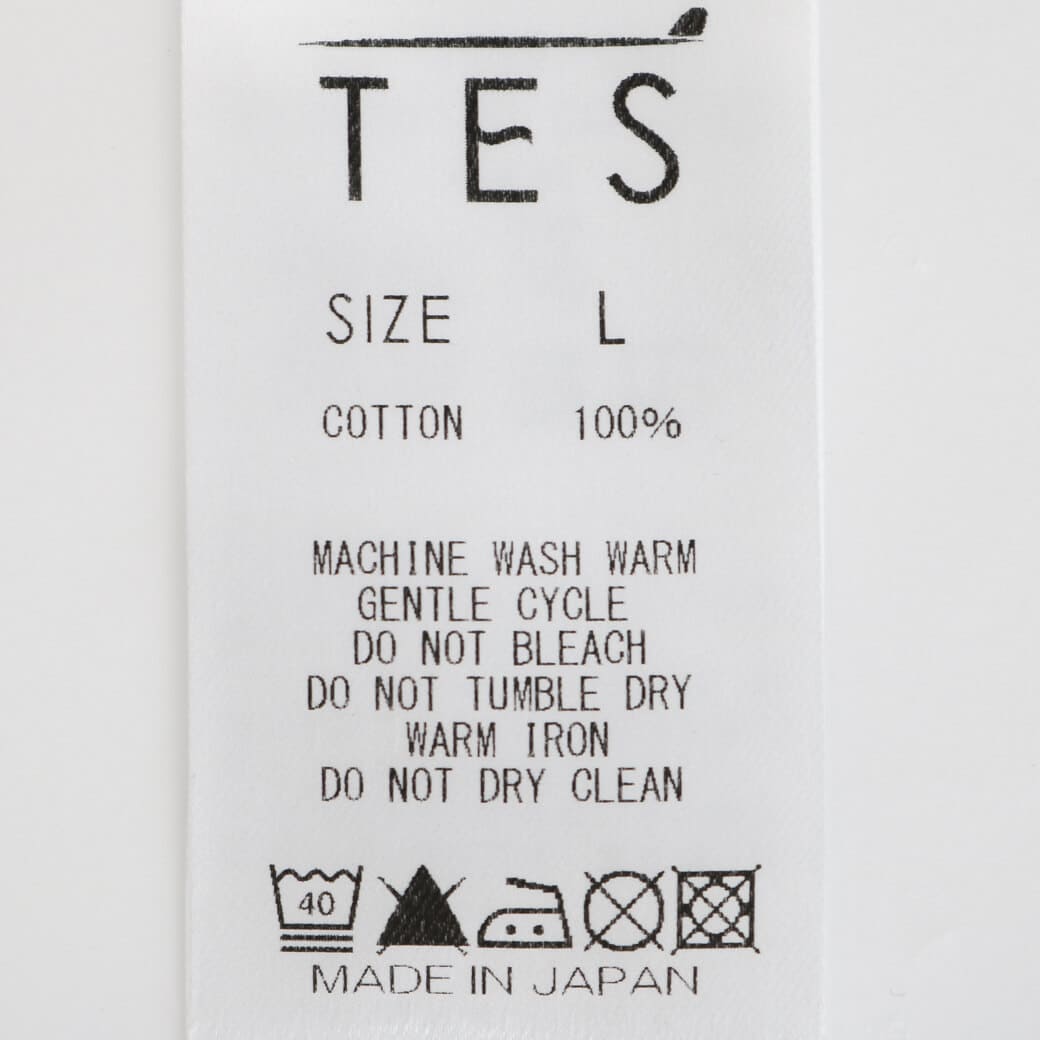 TES
SIZE L
COTTON 100%
MACHINE WASH WARM
GENTLE CYCLE
DO NOT BLEACH
DO NOT TUMBLE DRY
WARM IRON
DO NOT DRY CLEAN
40
MADE IN JAPAN